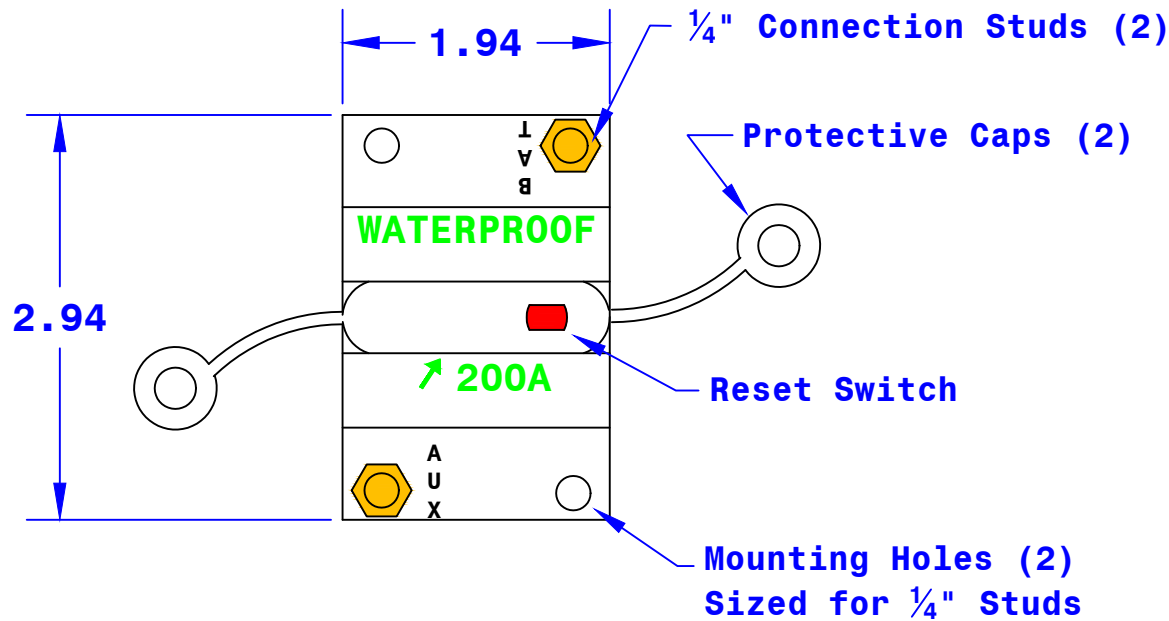 1.94
¼" Connection Studs (2)
BAT
Protective Caps (2)
WATERPROOF
2.94
200A
Reset Switch
AUX
Mounting Holes (2)
Sized for ¼" Studs